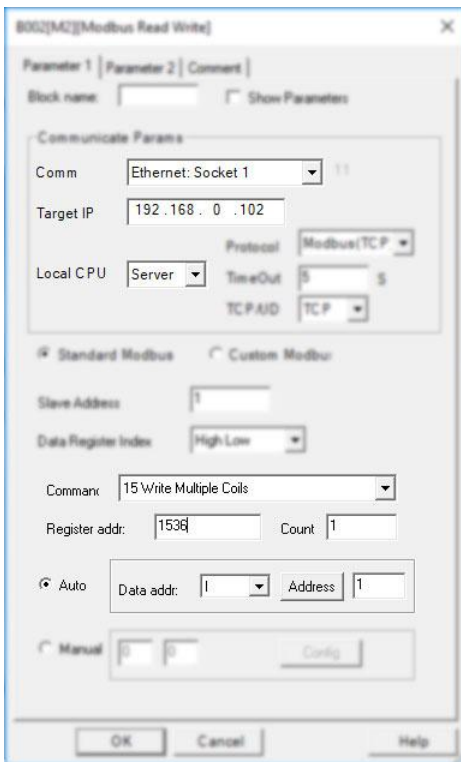 B002[M2][Modbus Read Write]
Parameter 1 Parameter 2 Comment
Block name: Show Parameters
Communicate Params
Comm Ethernet: Socket 1 11
Target IP 192.168. 0 .102
Protocol Modbus(TCP
Local CPU Server TimeOut 5 S
TCP/UD TCP
Standard Modbus Custom Modbu
Slave Address 1
Data Register Index High Low
Comman 15 Write Multiple Coils
Register addr: 1536 Count 1
Auto Data addr: I Address 1
Manual 0 0 Config
OK Cancel Help